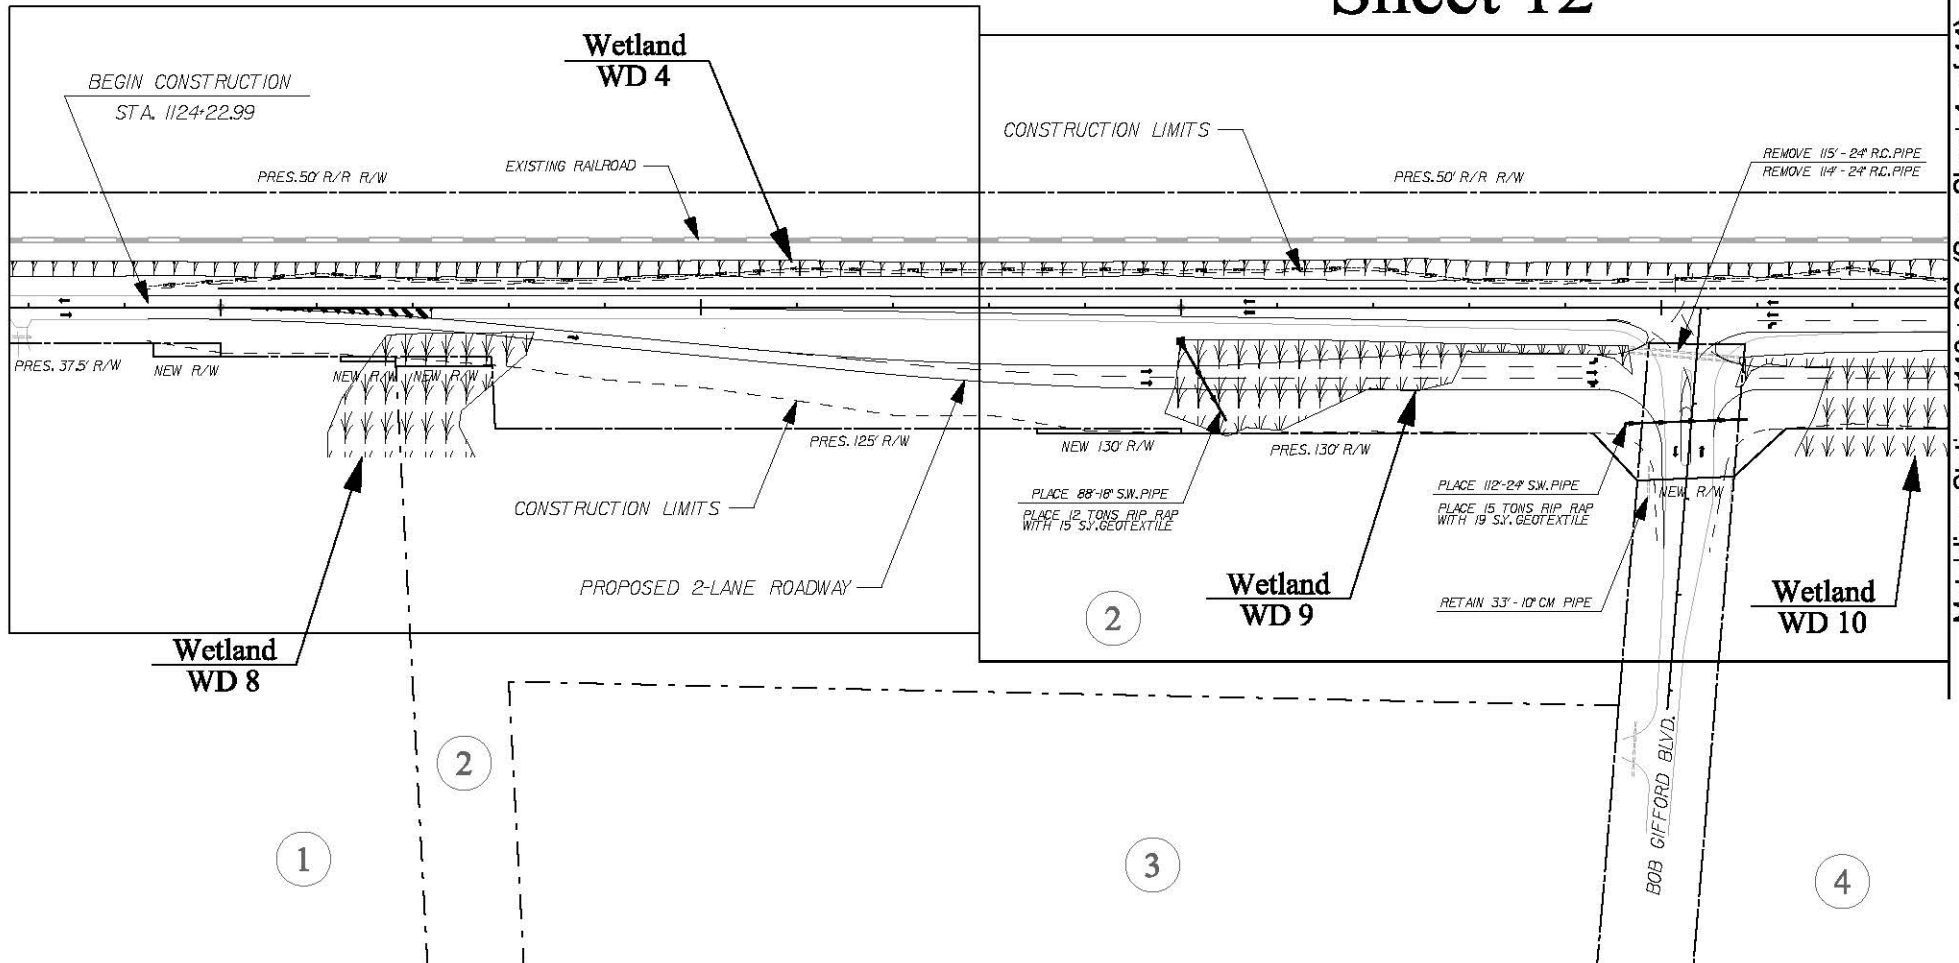 Sheet 12
Wetland
WD 4
BEGIN CONSTRUCTION
STA. 1124+22.99
CONSTRUCTION LIMITS
EXISTING RAILROAD
PRES. 50' R/R R/W
PRES. 50' R/R R/W
REMOVE 115' - 24" R.C. PIPE
REMOVE 114' - 24" R.C. PIPE
PRES. 37.5' R/W
NEW R/W
NEW R/W
NEW R/W
PRES. 125' R/W
NEW 130' R/W
PRES. 130' R/W
CONSTRUCTION LIMITS
PLACE 88'-18" S.W. PIPE
PLACE 12 TONS RIP RAP
WITH 15 S.Y. GEOTEXTILE
PLACE 112'-24" S.W. PIPE
PLACE 15 TONS RIP RAP
WITH 19 S.Y. GEOTEXTILE
NEW R/W
PROPOSED 2-LANE ROADWAY
Wetland
WD 9
RETAIN 33' - 10" CM PIPE
Wetland
WD 10
2
Wetland
WD 8
2
1
3
4
BOB GIFFORD BLVD.